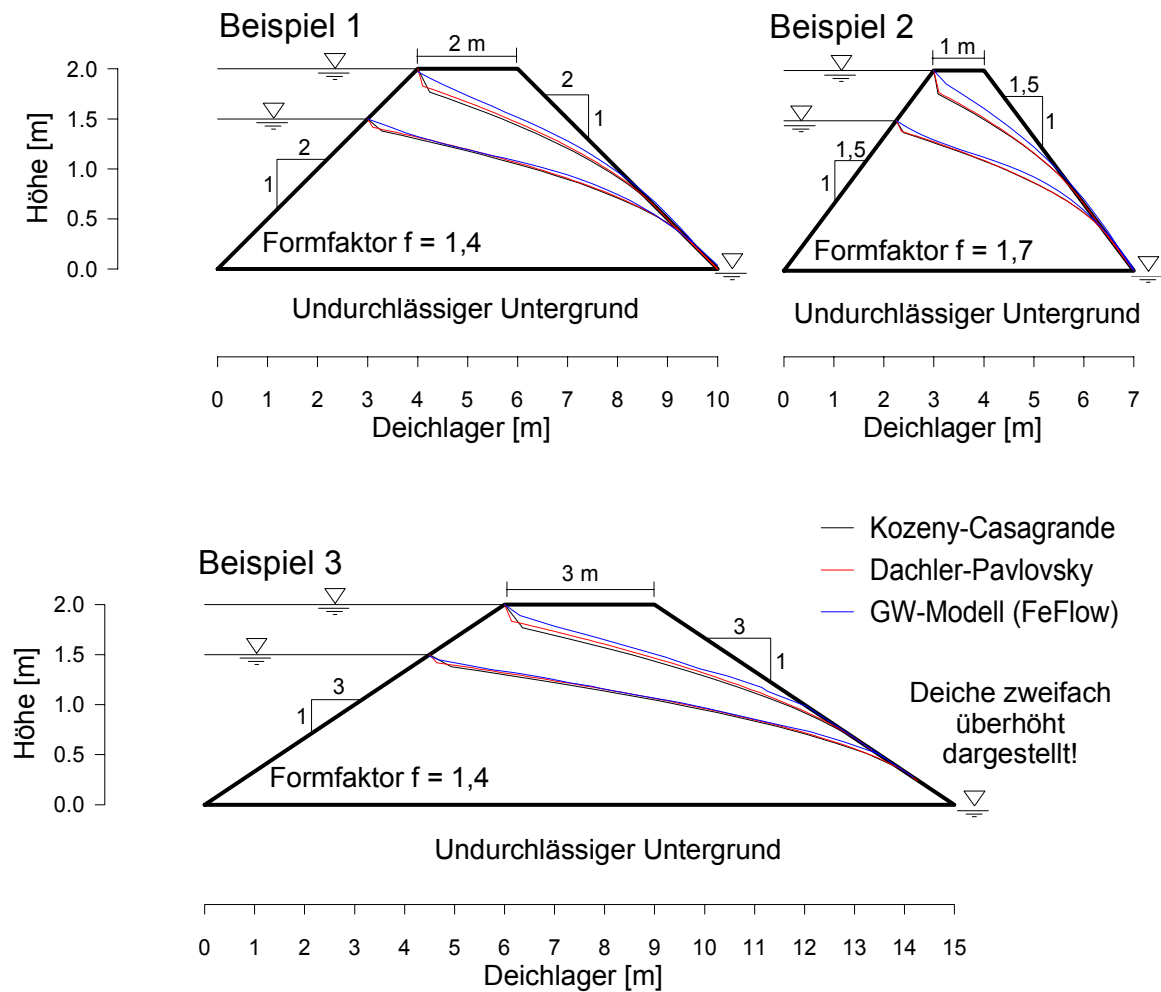 Beispiel 1
Beispiel 2
2 m
1 m
2.0
1.5
1.0
0.5
0.0
Höhe [m]
2
1
2
1
1,5
1
1,5
1
Formfaktor f = 1,4
Formfaktor f = 1,7
Undurchlässiger Untergrund
Undurchlässiger Untergrund
0 1 2 3 4 5 6 7 8 9 10
0 1 2 3 4 5 6 7
Deichlager [m]
Deichlager [m]
Kozeny-Casagrande
Dachler-Pavlovsky
GW-Modell (FeFlow)
Beispiel 3
3 m
2.0
1.5
1.0
0.5
0.0
Höhe [m]
3
1
3
1
Deiche zweifach
überhöht
dargestellt!
Formfaktor f = 1,4
Undurchlässiger Untergrund
0 1 2 3 4 5 6 7 8 9 10 11 12 13 14 15
Deichlager [m]